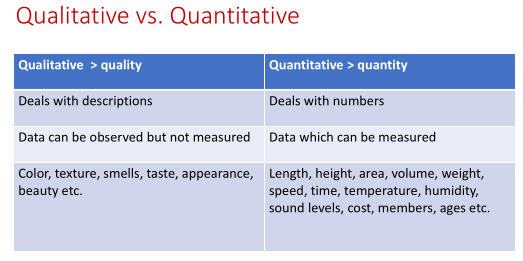 Qualitative vs. Quantitative
Qualitative > quality
Quantitative > quantity
Deals with descriptions
Deals with numbers
Data can be observed but not measured
Data which can be measured
Color, texture, smells, taste, appearance,
beauty etc.
Length, height, area, volume, weight,
speed, time, temperature, humidity,
sound levels, cost, members, ages etc.